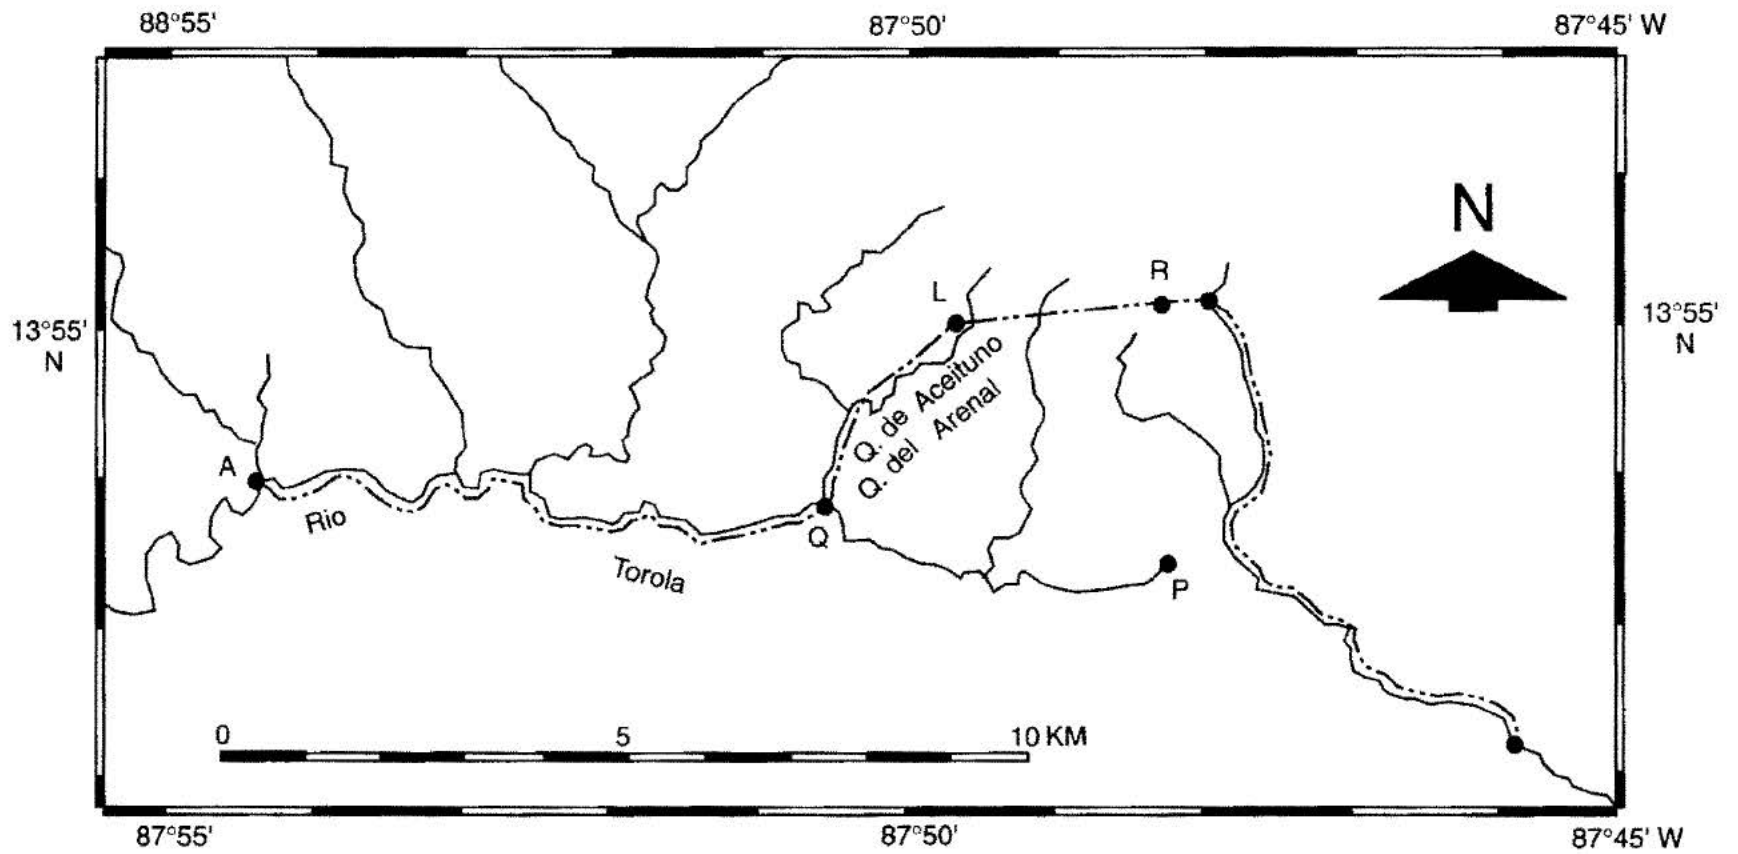 88°55' 87°50' 87°45' W
N
R
L
13°55' N
13°55' N
Q. de Aceituno
Q. del Arenal
A
Rio
Q
Torola
P
0 5 10 KM
87°55' 87°50' 87°45' W